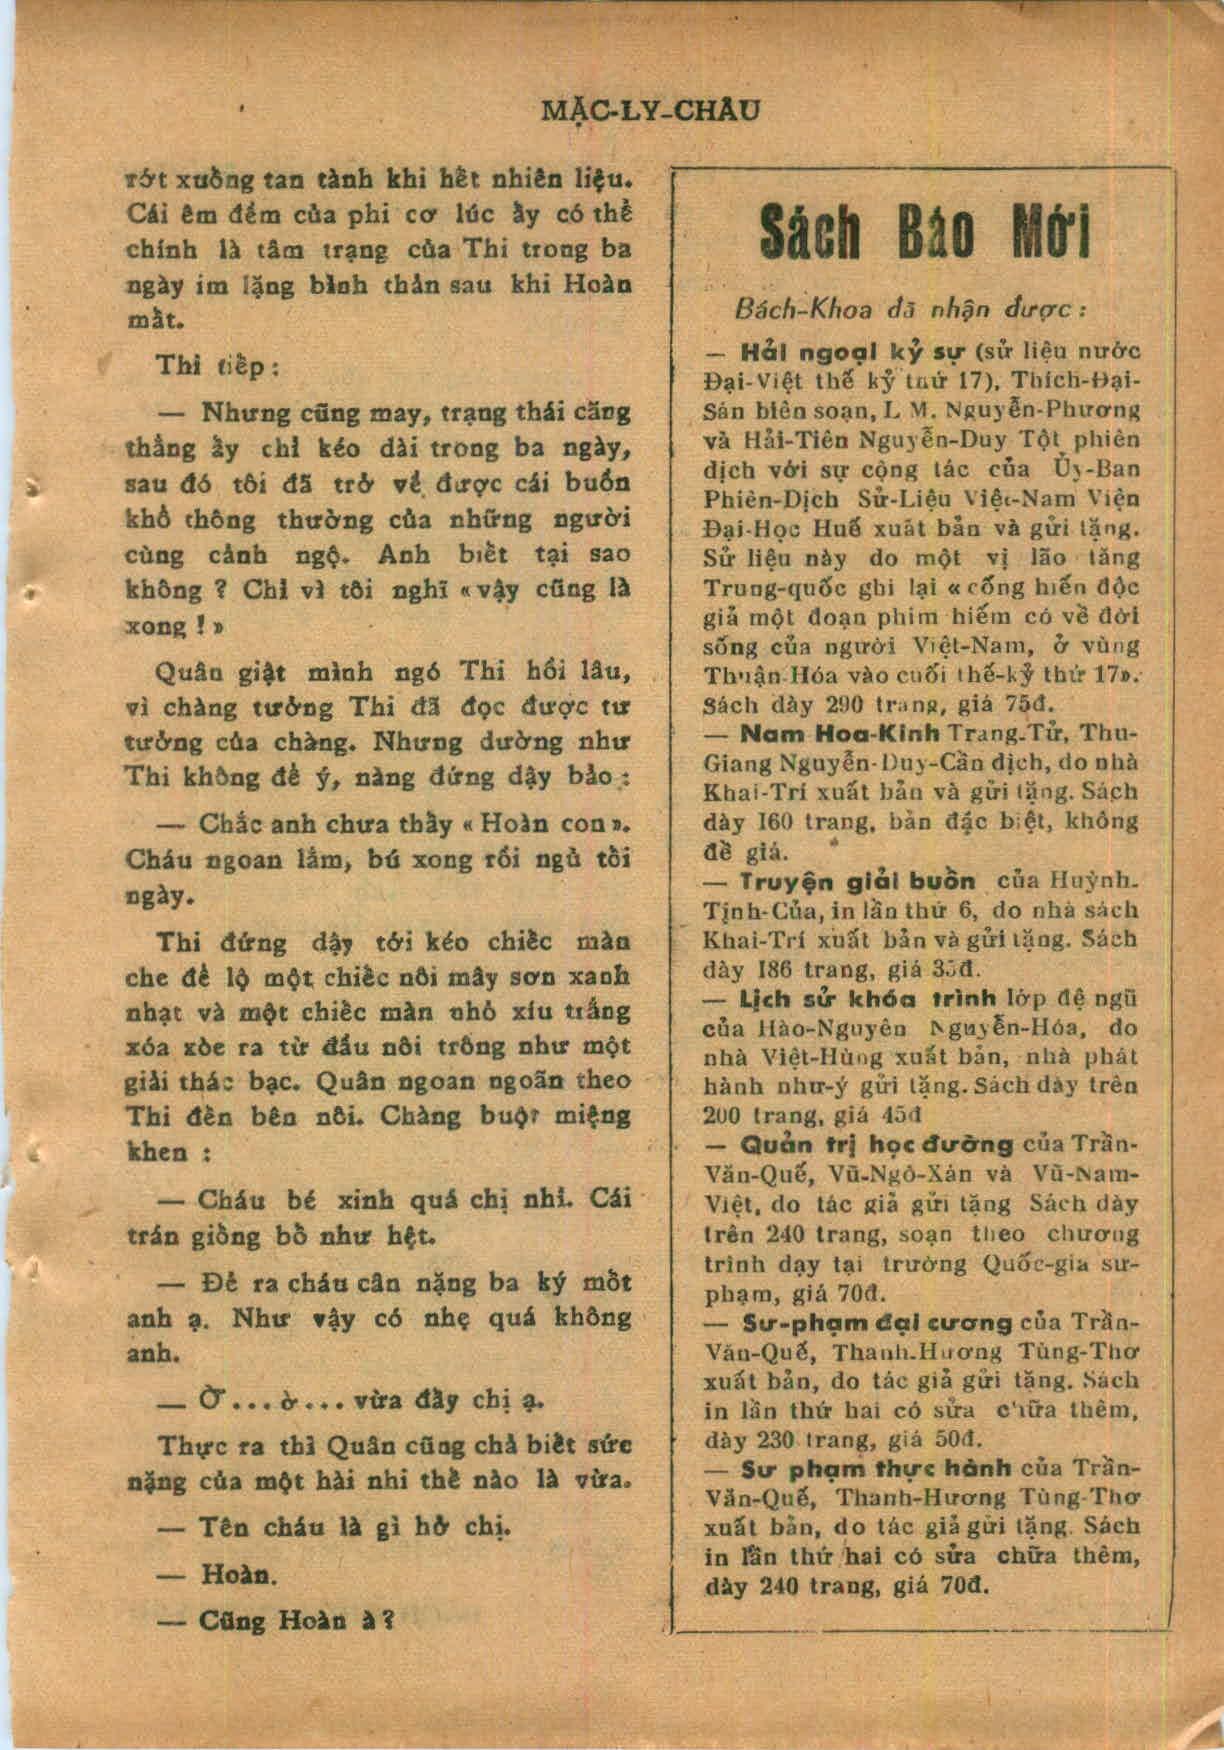 MẶC-LY-CHÂU
rớt xuống tan tành khi hết nhiên liệu.
Cái êm đềm của phi cơ lúc ấy có thể
chính là tâm trạng của Thi trong ba
ngày im lặng bình thản sau khi Hoàn
mất.
Thi tiếp :
— Nhưng cũng may, trạng thái căng
thẳng ấy chỉ kéo dài trong ba ngày,
sau đó tôi đã trở về được cái buồn
khổ thông thường của những người
cùng cảnh ngộ. Anh biết tại sao
không ? Chỉ vì tôi nghĩ « vậy cũng là
xong ! »
Quân giật mình ngó Thi hồi lâu,
vì chàng tưởng Thi đã đọc được tư
tưởng của chàng. Nhưng dường như
Thi không để ý, nàng đứng dậy bảo :
— Chắc anh chưa thấy « Hoàn con ».
Cháu ngoan lắm, bú xong rồi ngủ tối
ngày.
Thi đứng dậy tới kéo chiếc màn
che để lộ một chiếc nôi mây sơn xanh
nhạt và một chiếc màn nhỏ xíu trắng
xóa xòe ra từ đầu nôi trông như một
giải thác bạc. Quân ngoan ngoãn theo
Thi đến bên nôi. Chàng buột miệng
khen :
— Cháu bé xinh quá chị nhỉ. Cái
trán giống bố như hệt.
— Đẻ ra cháu cân nặng ba ký mốt
anh ạ. Như vậy có nhẹ quá không
anh.
— Ờ... ờ... vừa đấy chị ạ.
Thực ra thì Quân cũng chả biết sức
nặng của một hài nhi thế nào là vừa.
— Tên cháu là gì hở chị.
— Hoàn.
— Cũng Hoàn à ?
Sách Báo Mới
Bách-Khoa đã nhận được :
— Hải ngoại kỷ sự (sử liệu nước
Đại-Việt thế kỷ thứ 17), Thích-Đại-
Sán biên soạn, L M. Nguyễn-Phương
và Hải-Tiên Nguyễn-Duy Tột phiên
dịch với sự cộng tác của Ủy-Ban
Phiên-Dịch Sử-Liệu Việt-Nam Viện
Đại-Học Huế xuất bản và gửi tặng.
Sử liệu này do một vị lão tăng
Trung-quốc ghi lại « cống hiến độc
giả một đoạn phim hiếm có về đời
sống của người Việt-Nam, ở vùng
Thuận-Hóa vào cuối thế-kỷ thứ 17».
Sách dày 290 trang, giá 75đ.
— Nam Hoa-Kinh Trang-Tử, Thu-
Giang Nguyễn-Duy-Cần dịch, do nhà
Khai-Trí xuất bản và gửi tặng. Sách
dày 160 trang, bản đặc biệt, không
đề giá.
— Truyện giải buồn của Huỳnh-
Tịnh-Của, in lần thứ 6, do nhà sách
Khai-Trí xuất bản và gửi tặng. Sách
dày 186 trang, giá 35đ.
— Lịch sử khóa trình lớp đệ ngũ
của Hào-Nguyên Nguyễn-Hóa, do
nhà Việt-Hùng xuất bản, nhà phát
hành như-ý gửi tặng. Sách dày trên
200 trang, giá 45đ
— Quản trị học đường của Trần-
Văn-Quế, Vũ-Ngô-Xán và Vũ-Nam-
Việt, do tác giả gửi tặng Sách dày
trên 240 trang, soạn theo chương
trình dạy tại trường Quốc-gia sư-
phạm, giá 70đ.
— Sư-phạm đại cương của Trần-
Văn-Quế, Thanh-Hương Tùng-Thơ
xuất bản, do tác giả gửi tặng. Sách
in lần thứ hai có sửa chữa thêm,
dày 230 trang, giá 50đ.
— Sư phạm thực hành của Trần-
Văn-Quế, Thanh-Hương Tùng-Thơ
xuất bản, do tác giả gửi tặng. Sách
in lần thứ hai có sửa chữa thêm,
dày 240 trang, giá 70đ.